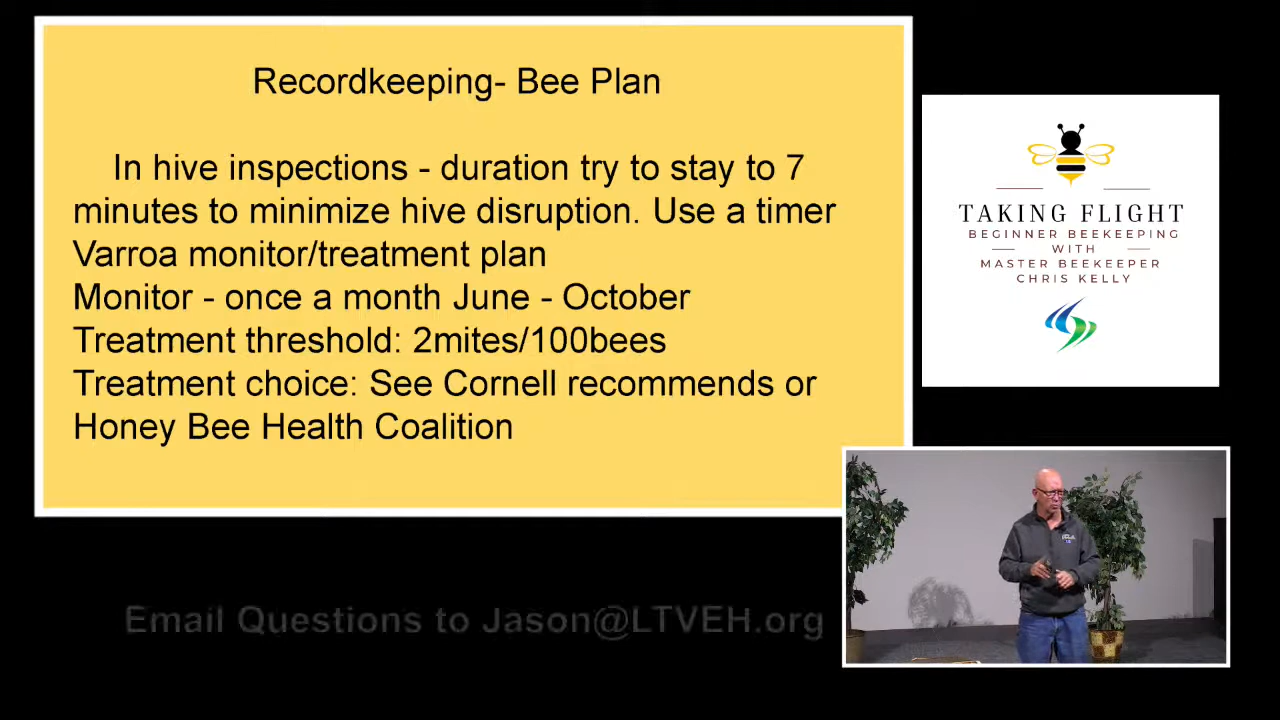 Recordkeeping- Bee Plan
In hive inspections - duration try to stay to 7
minutes to minimize hive disruption. Use a timer
Varroa monitor/treatment plan
Monitor - once a month June - October
Treatment threshold: 2mites/100bees
Treatment choice: See Cornell recommends or
Honey Bee Health Coalition
TAKING FLIGHT
BEGINNER BEEKEEPING
WITH
MASTER BEEKEEPER
CHRIS KELLY
Email Questions to Jason@LTVEH.org